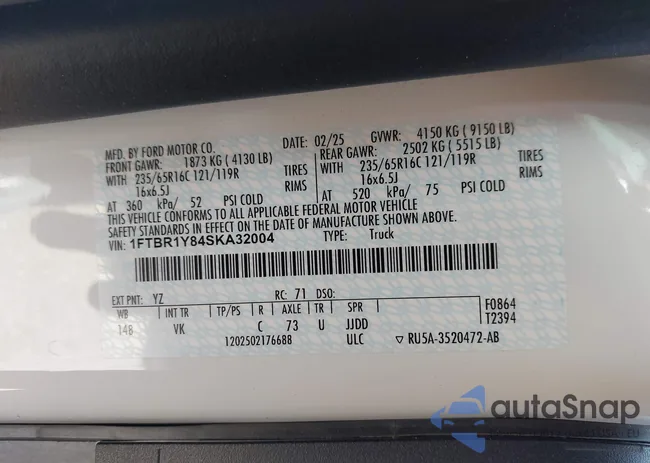 MFD. BY FORD MOTOR CO. DATE: 02/25 GVWR: 4150 KG ( 9150 LB)
FRONT GAWR: 1873 KG ( 4130 LB) REAR GAWR: 2502 KG ( 5515 LB)
WITH 235/65R16C 121/119R TIRES WITH 235/65R16C 121/119R TIRES
16x6.5J RIMS 16x6.5J RIMS
AT 360 kPa/ 52 PSI COLD AT 520 kPa/ 75 PSI COLD
THIS VEHICLE CONFORMS TO ALL APPLICABLE FEDERAL MOTOR VEHICLE
SAFETY STANDARDS IN EFFECT ON THE DATE OF MANUFACTURE SHOWN ABOVE.
VIN: 1FTBR1Y84SKA32004 TYPE: Truck
EXT PNT: YZ RC: 71 DSO: F0864
WB INT TR TP/PS R AXLE TR SPR T2394
148 VK C 73 U JJDD
1202502176688 ULC ▽ RU5A-3520472-AB
autoSnap